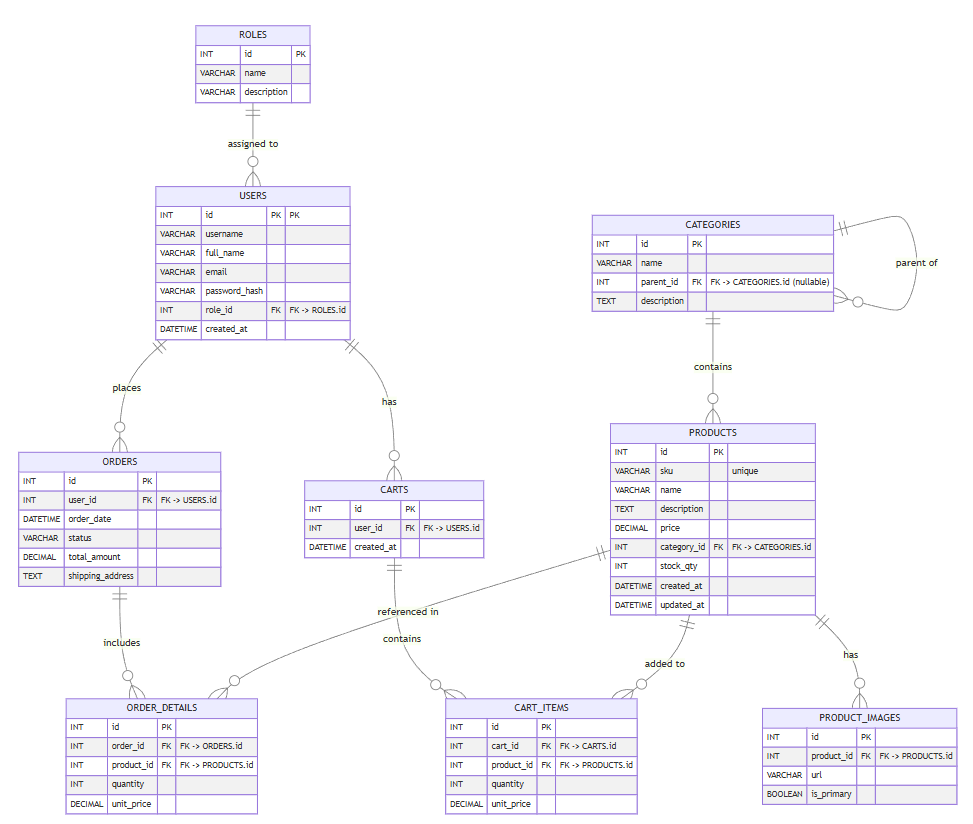 ROLES
INT id PK
VARCHAR name
VARCHAR description
assigned to
USERS
INT id PK PK
VARCHAR username
VARCHAR full_name
VARCHAR email
VARCHAR password_hash
INT role_id FK FK -> ROLES.id
DATETIME created_at
CATEGORIES
INT id PK
VARCHAR name
INT parent_id FK FK -> CATEGORIES.id (nullable)
TEXT description
parent of
places
has
contains
ORDERS
INT id PK
INT user_id FK FK -> USERS.id
DATETIME order_date
VARCHAR status
DECIMAL total_amount
TEXT shipping_address
CARTS
INT id PK
INT user_id FK FK -> USERS.id
DATETIME created_at
PRODUCTS
INT id PK
VARCHAR sku unique
VARCHAR name
TEXT description
DECIMAL price
INT category_id FK FK -> CATEGORIES.id
INT stock_qty
DATETIME created_at
DATETIME updated_at
includes
referenced in
contains
added to
has
ORDER_DETAILS
INT id PK
INT order_id FK FK -> ORDERS.id
INT product_id FK FK -> PRODUCTS.id
INT quantity
DECIMAL unit_price
CART_ITEMS
INT id PK
INT cart_id FK FK -> CARTS.id
INT product_id FK FK -> PRODUCTS.id
INT quantity
DECIMAL unit_price
PRODUCT_IMAGES
INT id PK
INT product_id FK FK -> PRODUCTS.id
VARCHAR url
BOOLEAN is_primary